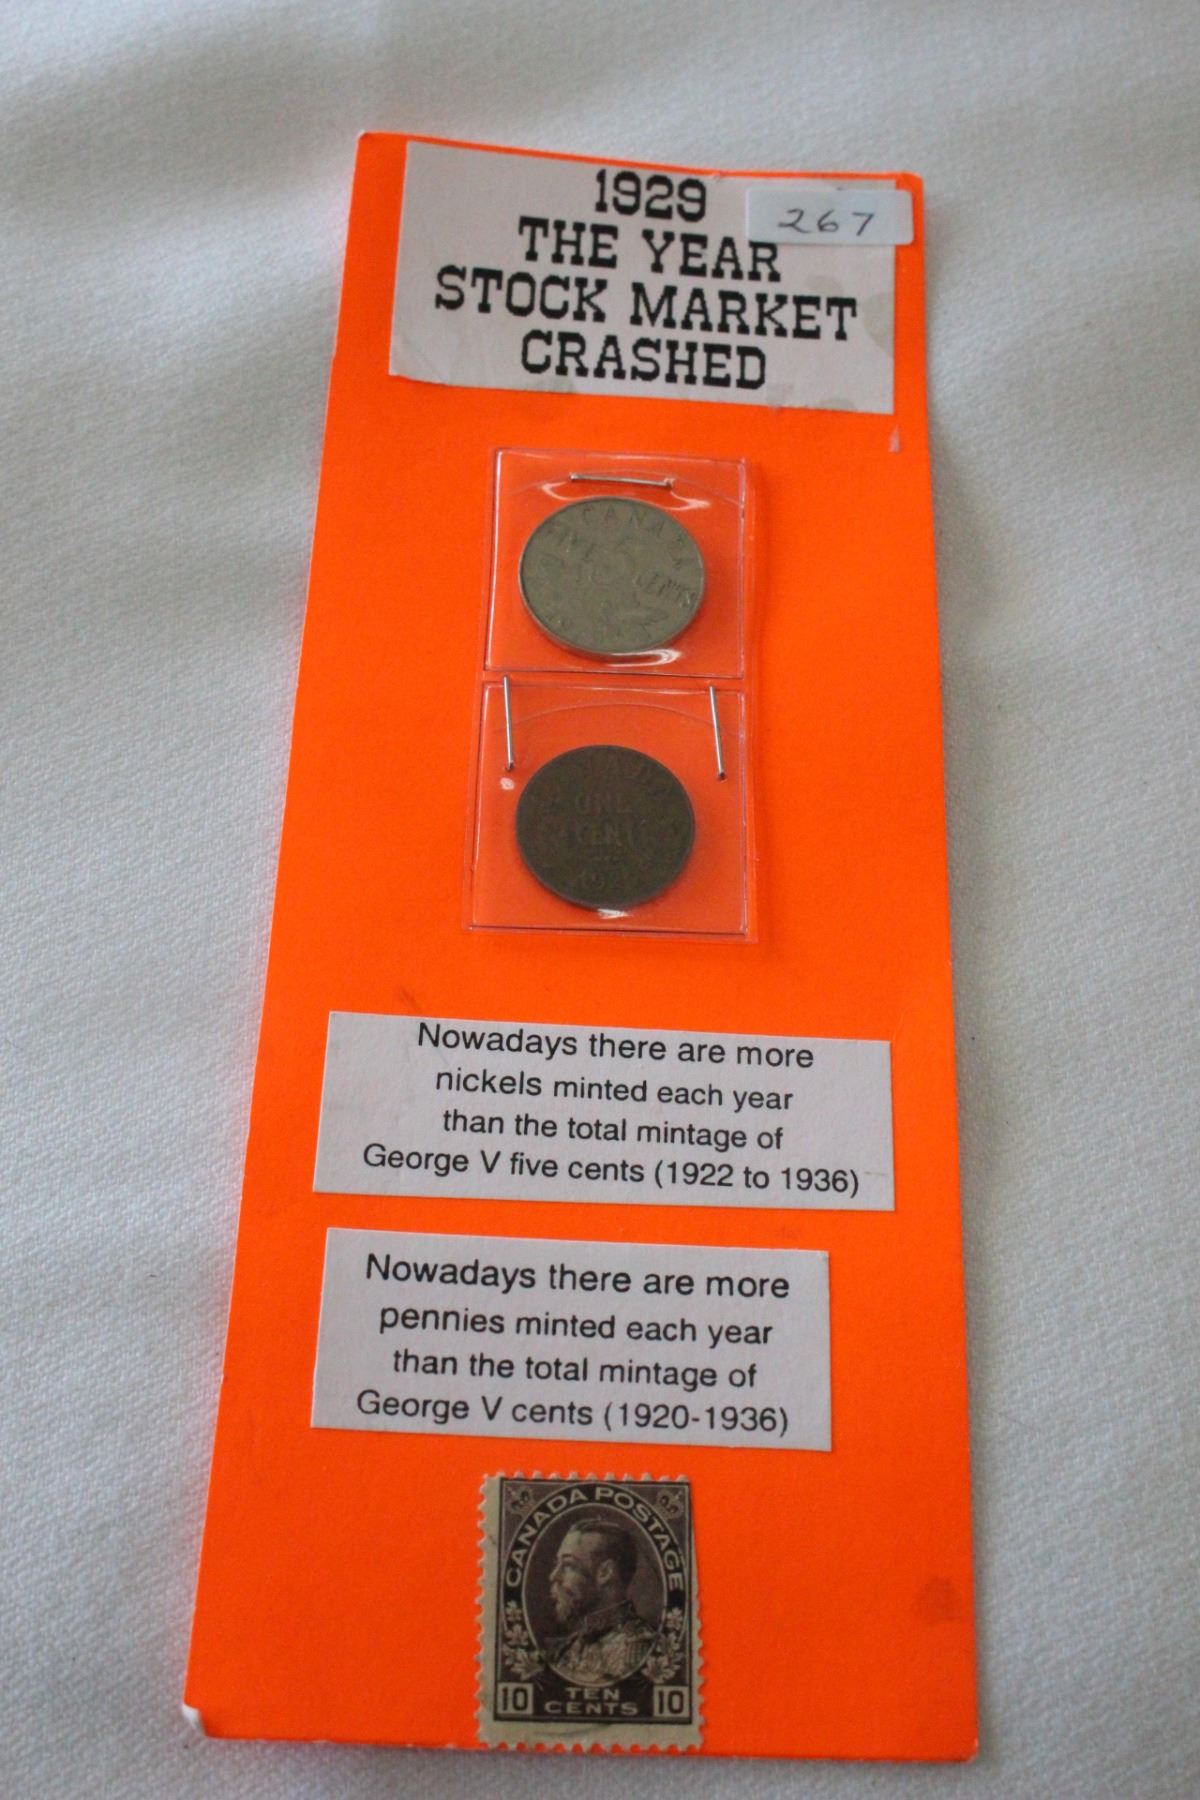 1929
THE YEAR
STOCK MARKET
CRASHED
267
CANADA
FIVE 5 CENTS
ONE
CENT
Nowadays there are more
nickels minted each year
than the total mintage of
George V five cents (1922 to 1936)
Nowadays there are more
pennies minted each year
than the total mintage of
George V cents (1920-1936)
CANADA POSTAGE
10 TEN 10
CENTS